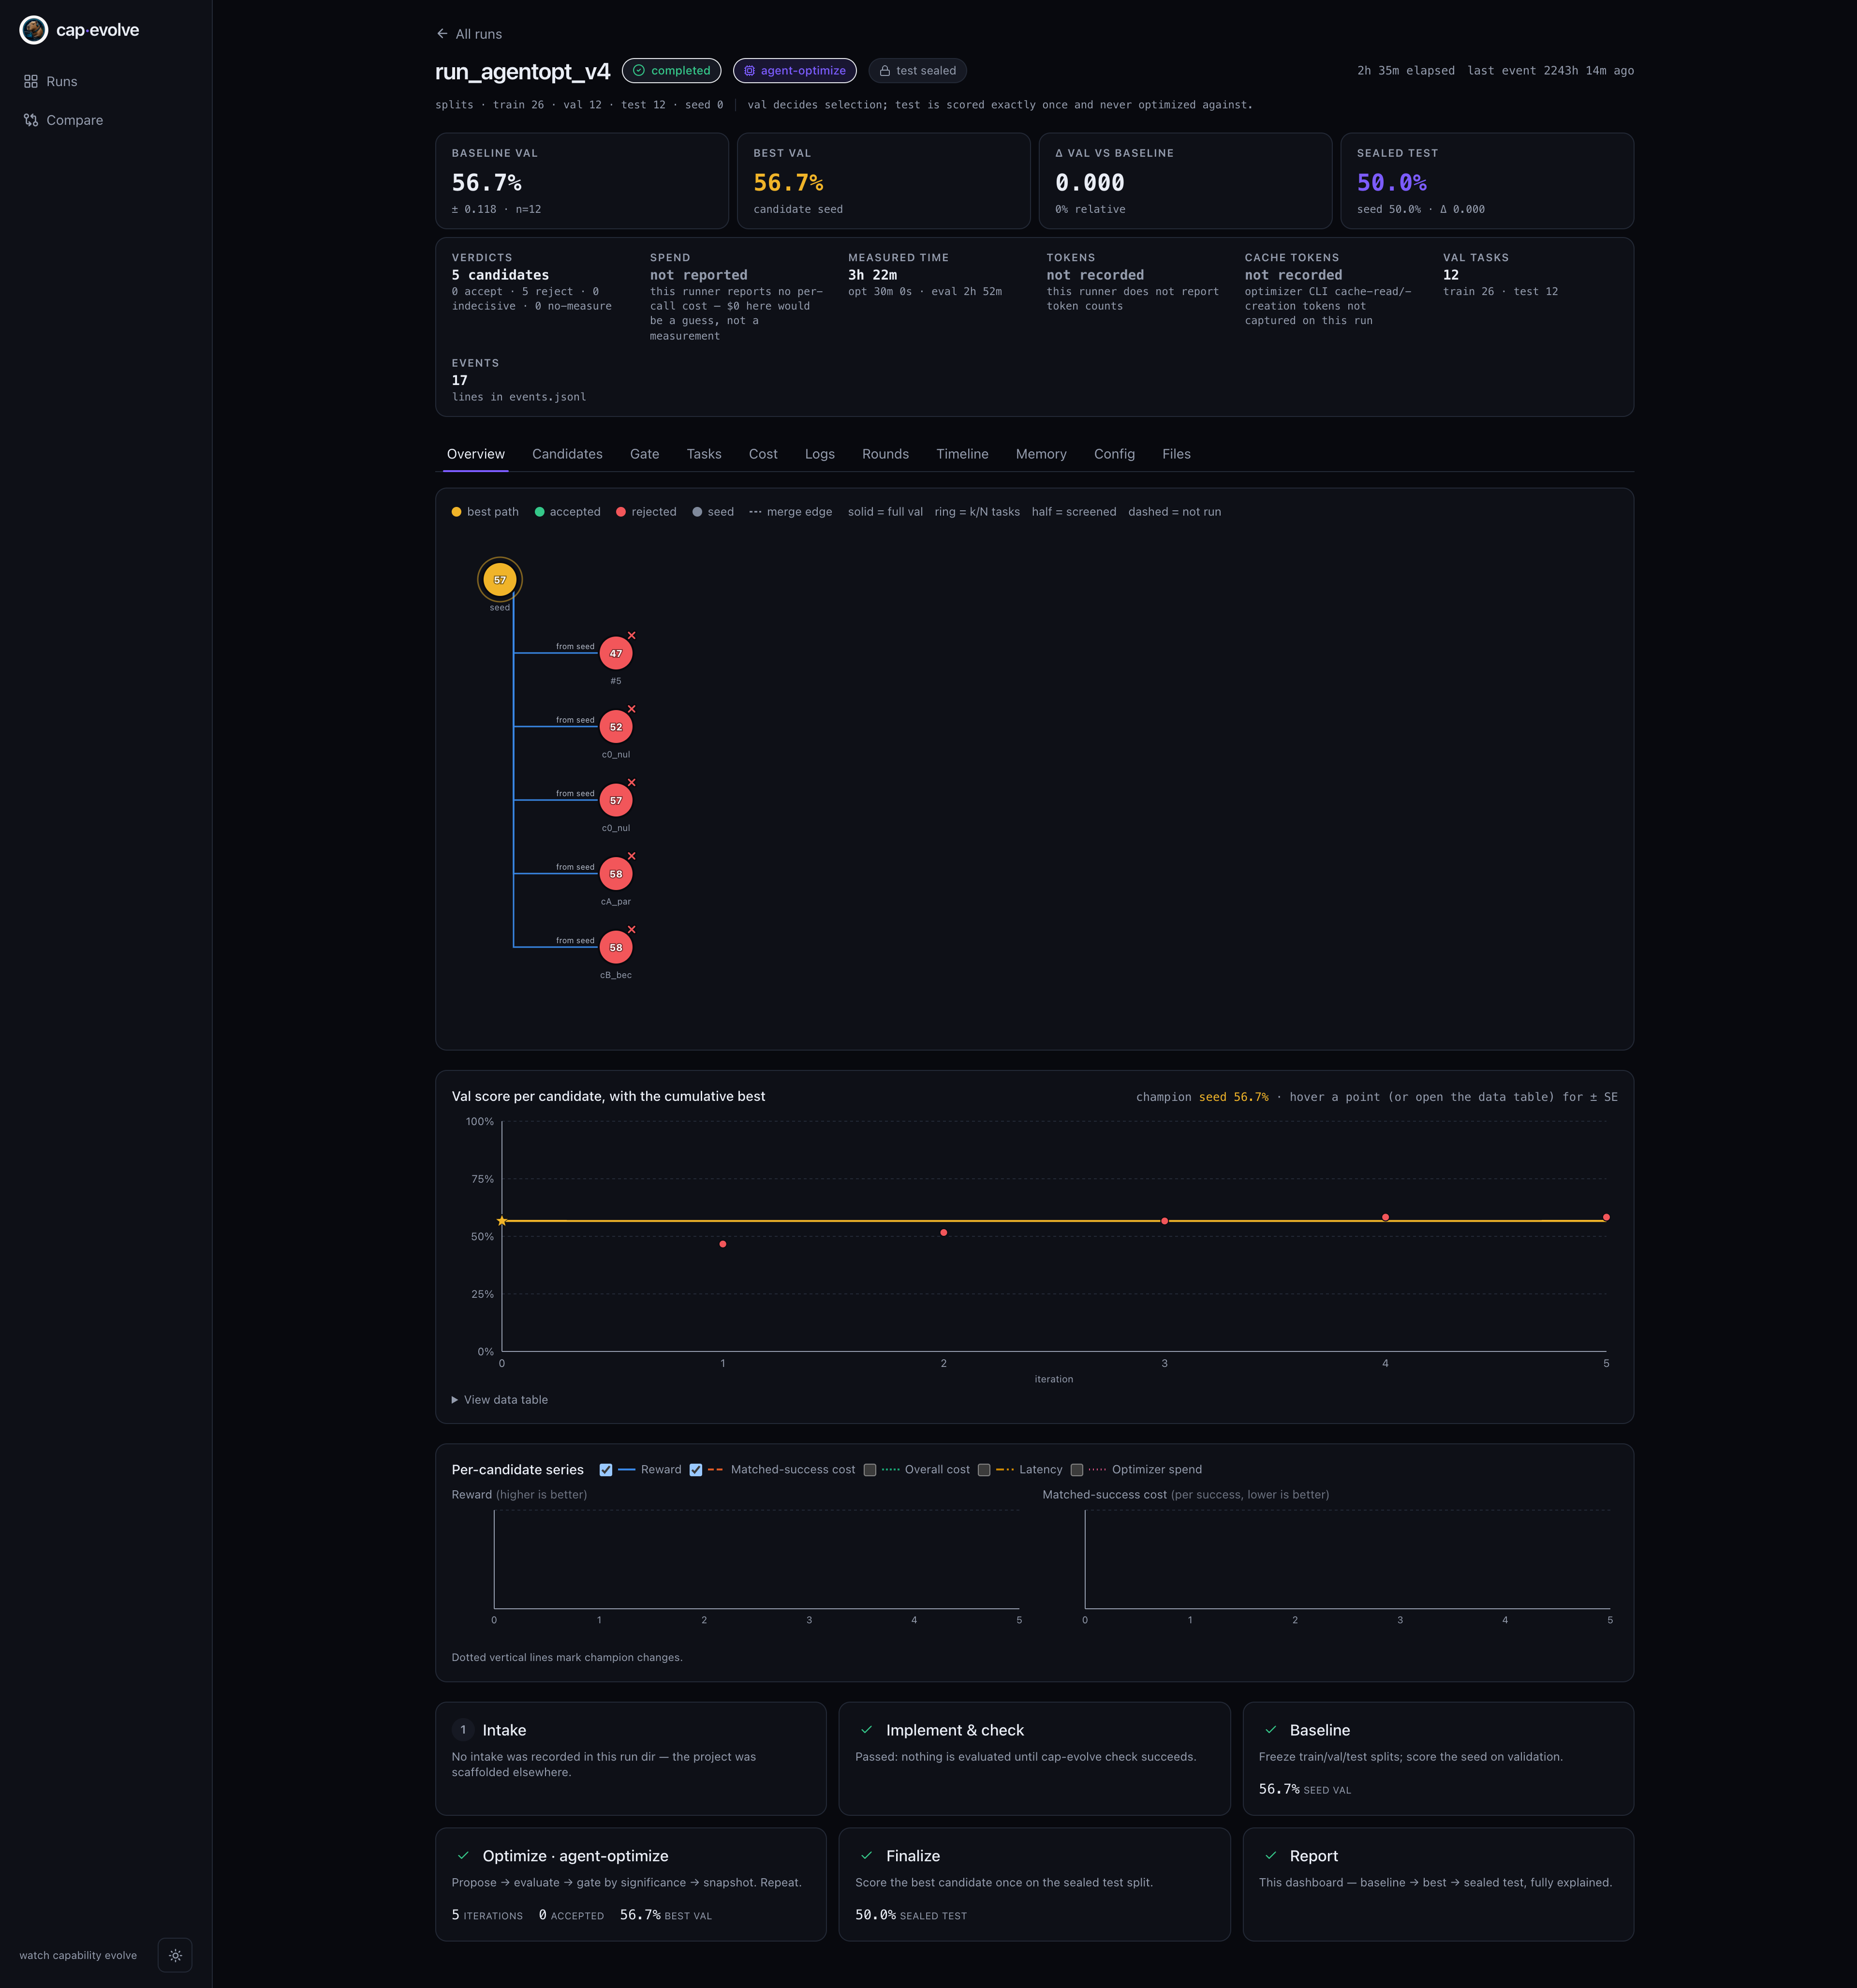 cap·evolve
Runs
Compare
← All runs
run_agentopt_v4
completed
agent-optimize
test sealed
2h 35m elapsed last event 2243h 14m ago
splits · train 26 · val 12 · test 12 · seed 0 | val decides selection; test is scored exactly once and never optimized against.
BASELINE VAL
56.7%
± 0.118 · n=12
BEST VAL
56.7%
candidate seed
Δ VAL VS BASELINE
0.000
0% relative
SEALED TEST
50.0%
seed 50.0% · Δ 0.000
VERDICTS
5 candidates
0 accept · 5 reject · 0
indecisive · 0 no-measure
SPEND
not reported
this runner reports no per-
call cost — $0 here would
be a guess, not a
measurement
MEASURED TIME
3h 22m
opt 30m 0s · eval 2h 52m
TOKENS
not recorded
this runner does not report
token counts
CACHE TOKENS
not recorded
optimizer CLI cache-read/-
creation tokens not
captured on this run
VAL TASKS
12
train 26 · test 12
EVENTS
17
lines in events.jsonl
Overview Candidates Gate Tasks Cost Logs Rounds Timeline Memory Config Files
best path accepted rejected seed merge edge solid = full val ring = k/N tasks half = screened dashed = not run
57
seed
from seed
47
#5
from seed
52
c0_nul
from seed
57
c0_nul
from seed
58
cA_par
from seed
58
cB_bec
Val score per candidate, with the cumulative best
champion seed 56.7% · hover a point (or open the data table) for ± SE
100%
75%
50%
25%
0%
0 1 2 3 4 5
iteration
▶ View data table
Per-candidate series Reward Matched-success cost Overall cost Latency Optimizer spend
Reward (higher is better)
0 1 2 3 4 5
Matched-success cost (per success, lower is better)
0 1 2 3 4 5
Dotted vertical lines mark champion changes.
1 Intake
No intake was recorded in this run dir — the project was
scaffolded elsewhere.
Implement & check
Passed: nothing is evaluated until cap-evolve check succeeds.
Baseline
Freeze train/val/test splits; score the seed on validation.
56.7% SEED VAL
Optimize · agent-optimize
Propose → evaluate → gate by significance → snapshot. Repeat.
5 ITERATIONS 0 ACCEPTED 56.7% BEST VAL
Finalize
Score the best candidate once on the sealed test split.
50.0% SEALED TEST
Report
This dashboard — baseline → best → sealed test, fully explained.
watch capability evolve